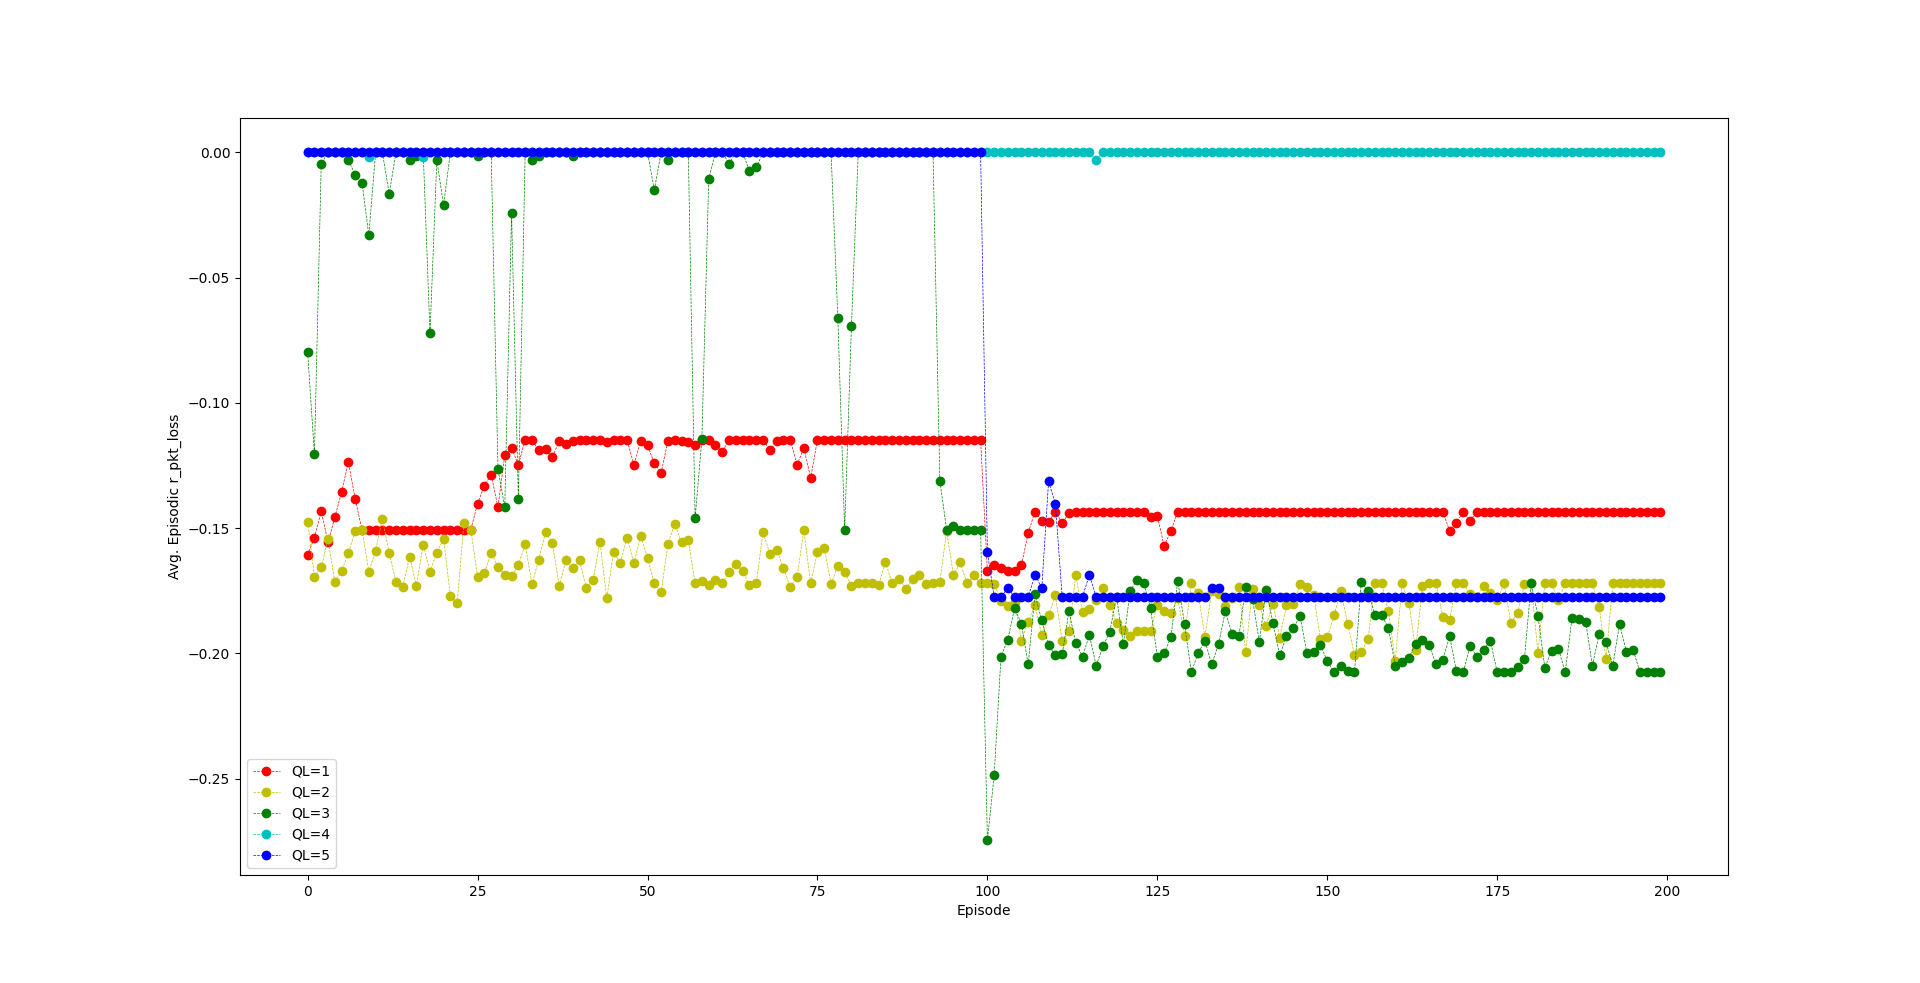 0.00
−0.05
−0.10
−0.15
−0.20
−0.25
Avg. Episodic r_pkt_loss
QL=1
QL=2
QL=3
QL=4
QL=5
0 25 50 75 100 125 150 175 200
Episode